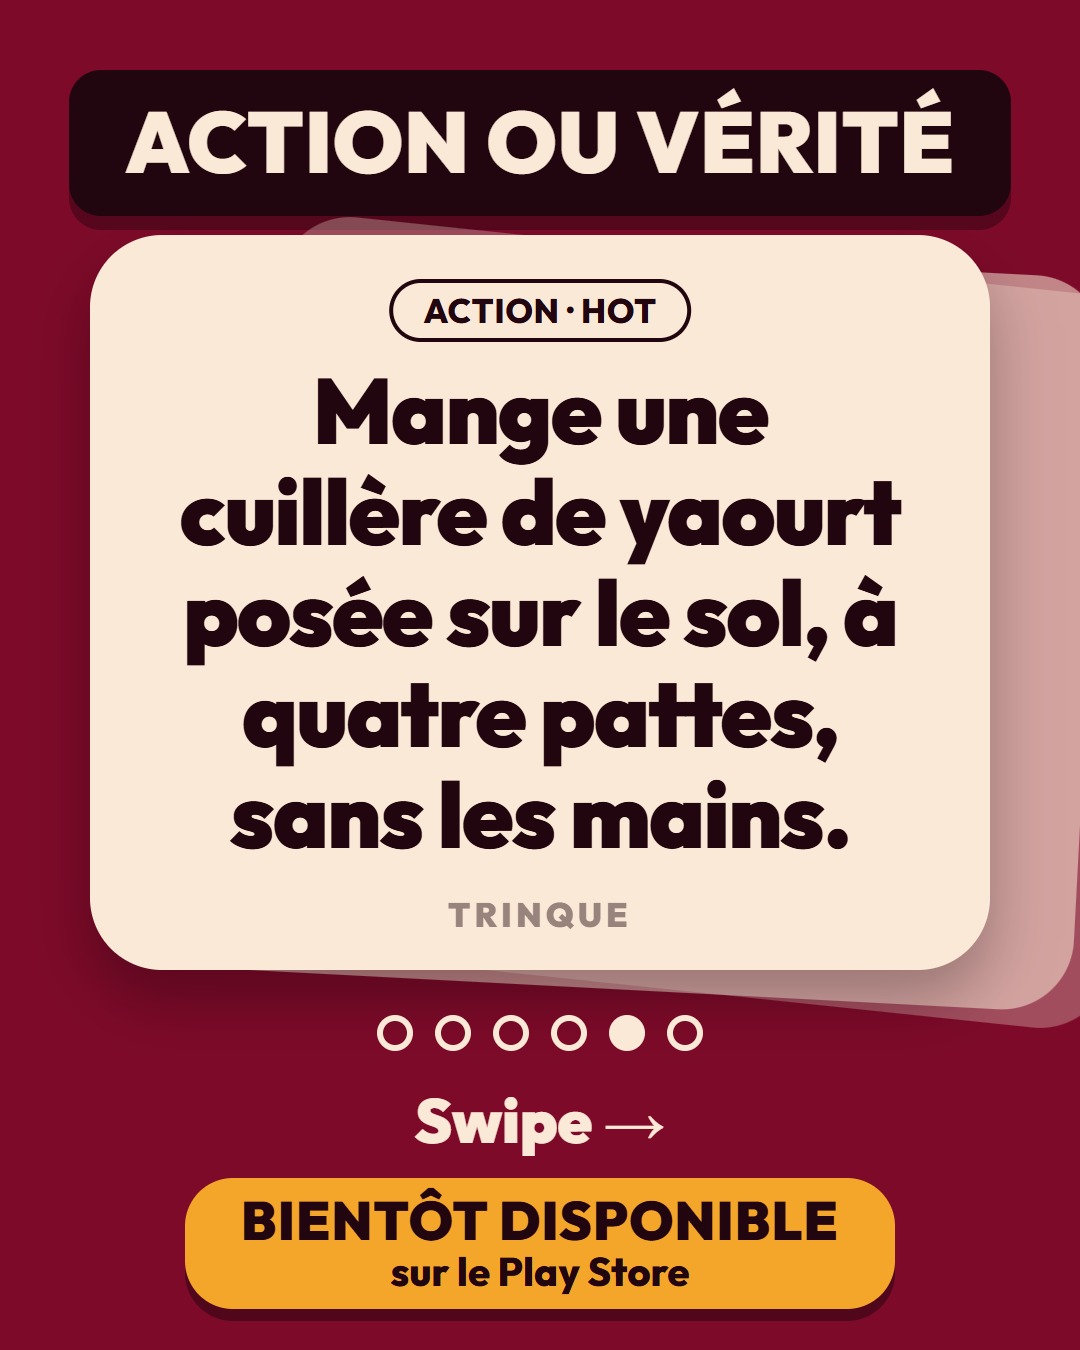 ACTION OU VÉRITÉ
ACTION · HOT
Mange une
cuillère de yaourt
posée sur le sol, à
quatre pattes,
sans les mains.
TRINQUE
Swipe →
BIENTÔT DISPONIBLE
sur le Play Store